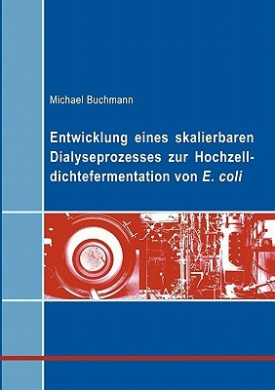 Michael Buchmann
Entwicklung eines skalierbaren
Dialyseprozesses zur Hochzell-
dichtefermentation von E. coli